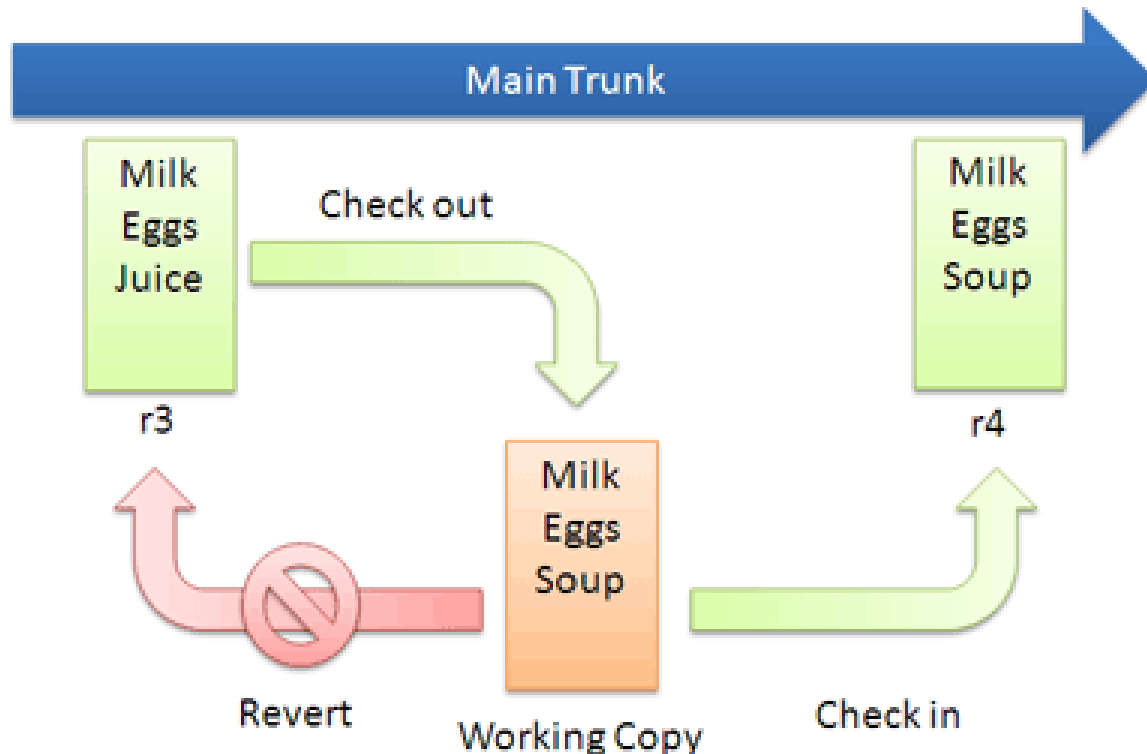 Main Trunk
Milk
Eggs
Juice
r3
Check out
Milk
Eggs
Soup
Working Copy
Revert
Check in
Milk
Eggs
Soup
r4